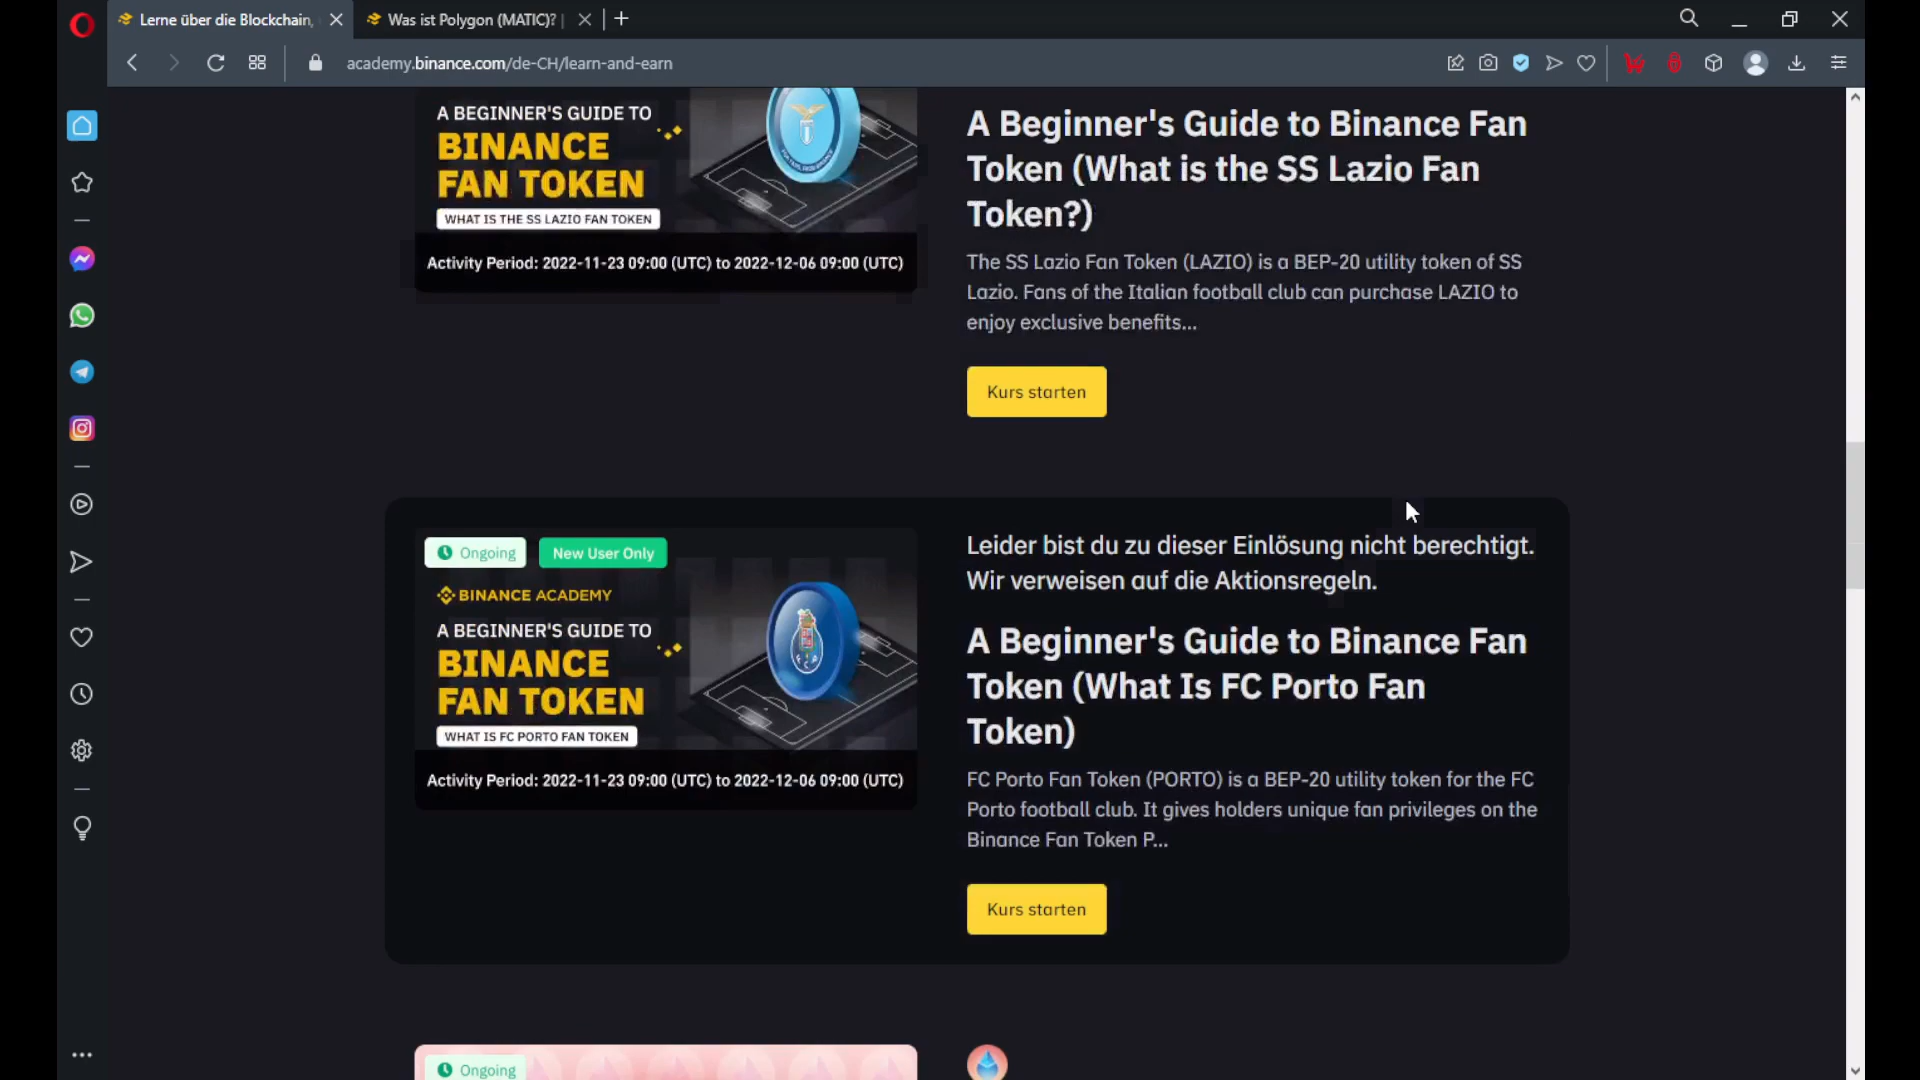 Lerne über die Blockchain,
Was ist Polygon (MATIC)? |
academy.binance.com/de-CH/learn-and-earn
A BEGINNER'S GUIDE TO
BINANCE
FAN TOKEN
WHAT IS THE SS LAZIO FAN TOKEN
Activity Period: 2022-11-23 09:00 (UTC) to 2022-12-06 09:00 (UTC)
A Beginner's Guide to Binance Fan
Token (What is the SS Lazio Fan
Token?)
The SS Lazio Fan Token (LAZIO) is a BEP-20 utility token of SS
Lazio. Fans of the Italian football club can purchase LAZIO to
enjoy exclusive benefits...
Kurs starten
Ongoing
New User Only
BINANCE ACADEMY
A BEGINNER'S GUIDE TO
BINANCE
FAN TOKEN
WHAT IS FC PORTO FAN TOKEN
Activity Period: 2022-11-23 09:00 (UTC) to 2022-12-06 09:00 (UTC)
Leider bist du zu dieser Einlösung nicht berechtigt.
Wir verweisen auf die Aktionsregeln.
A Beginner's Guide to Binance Fan
Token (What Is FC Porto Fan
Token)
FC Porto Fan Token (PORTO) is a BEP-20 utility token for the FC
Porto football club. It gives holders unique fan privileges on the
Binance Fan Token P...
Kurs starten
Ongoing